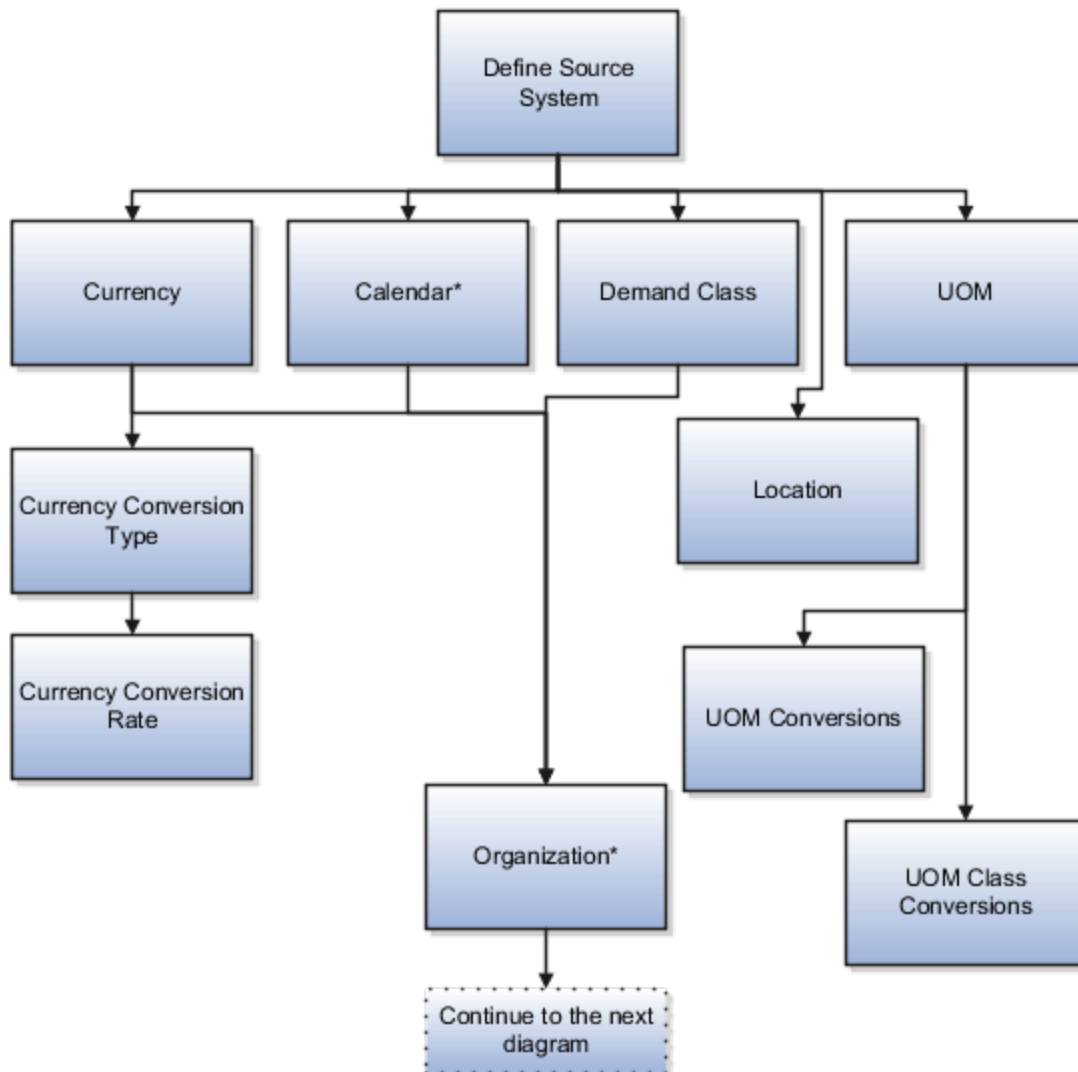 Define Source
System
Currency
Calendar*
Demand Class
UOM
Currency Conversion
Type
Location
Currency Conversion
Rate
UOM Conversions
Organization*
UOM Class
Conversions
Continue to the next
diagram